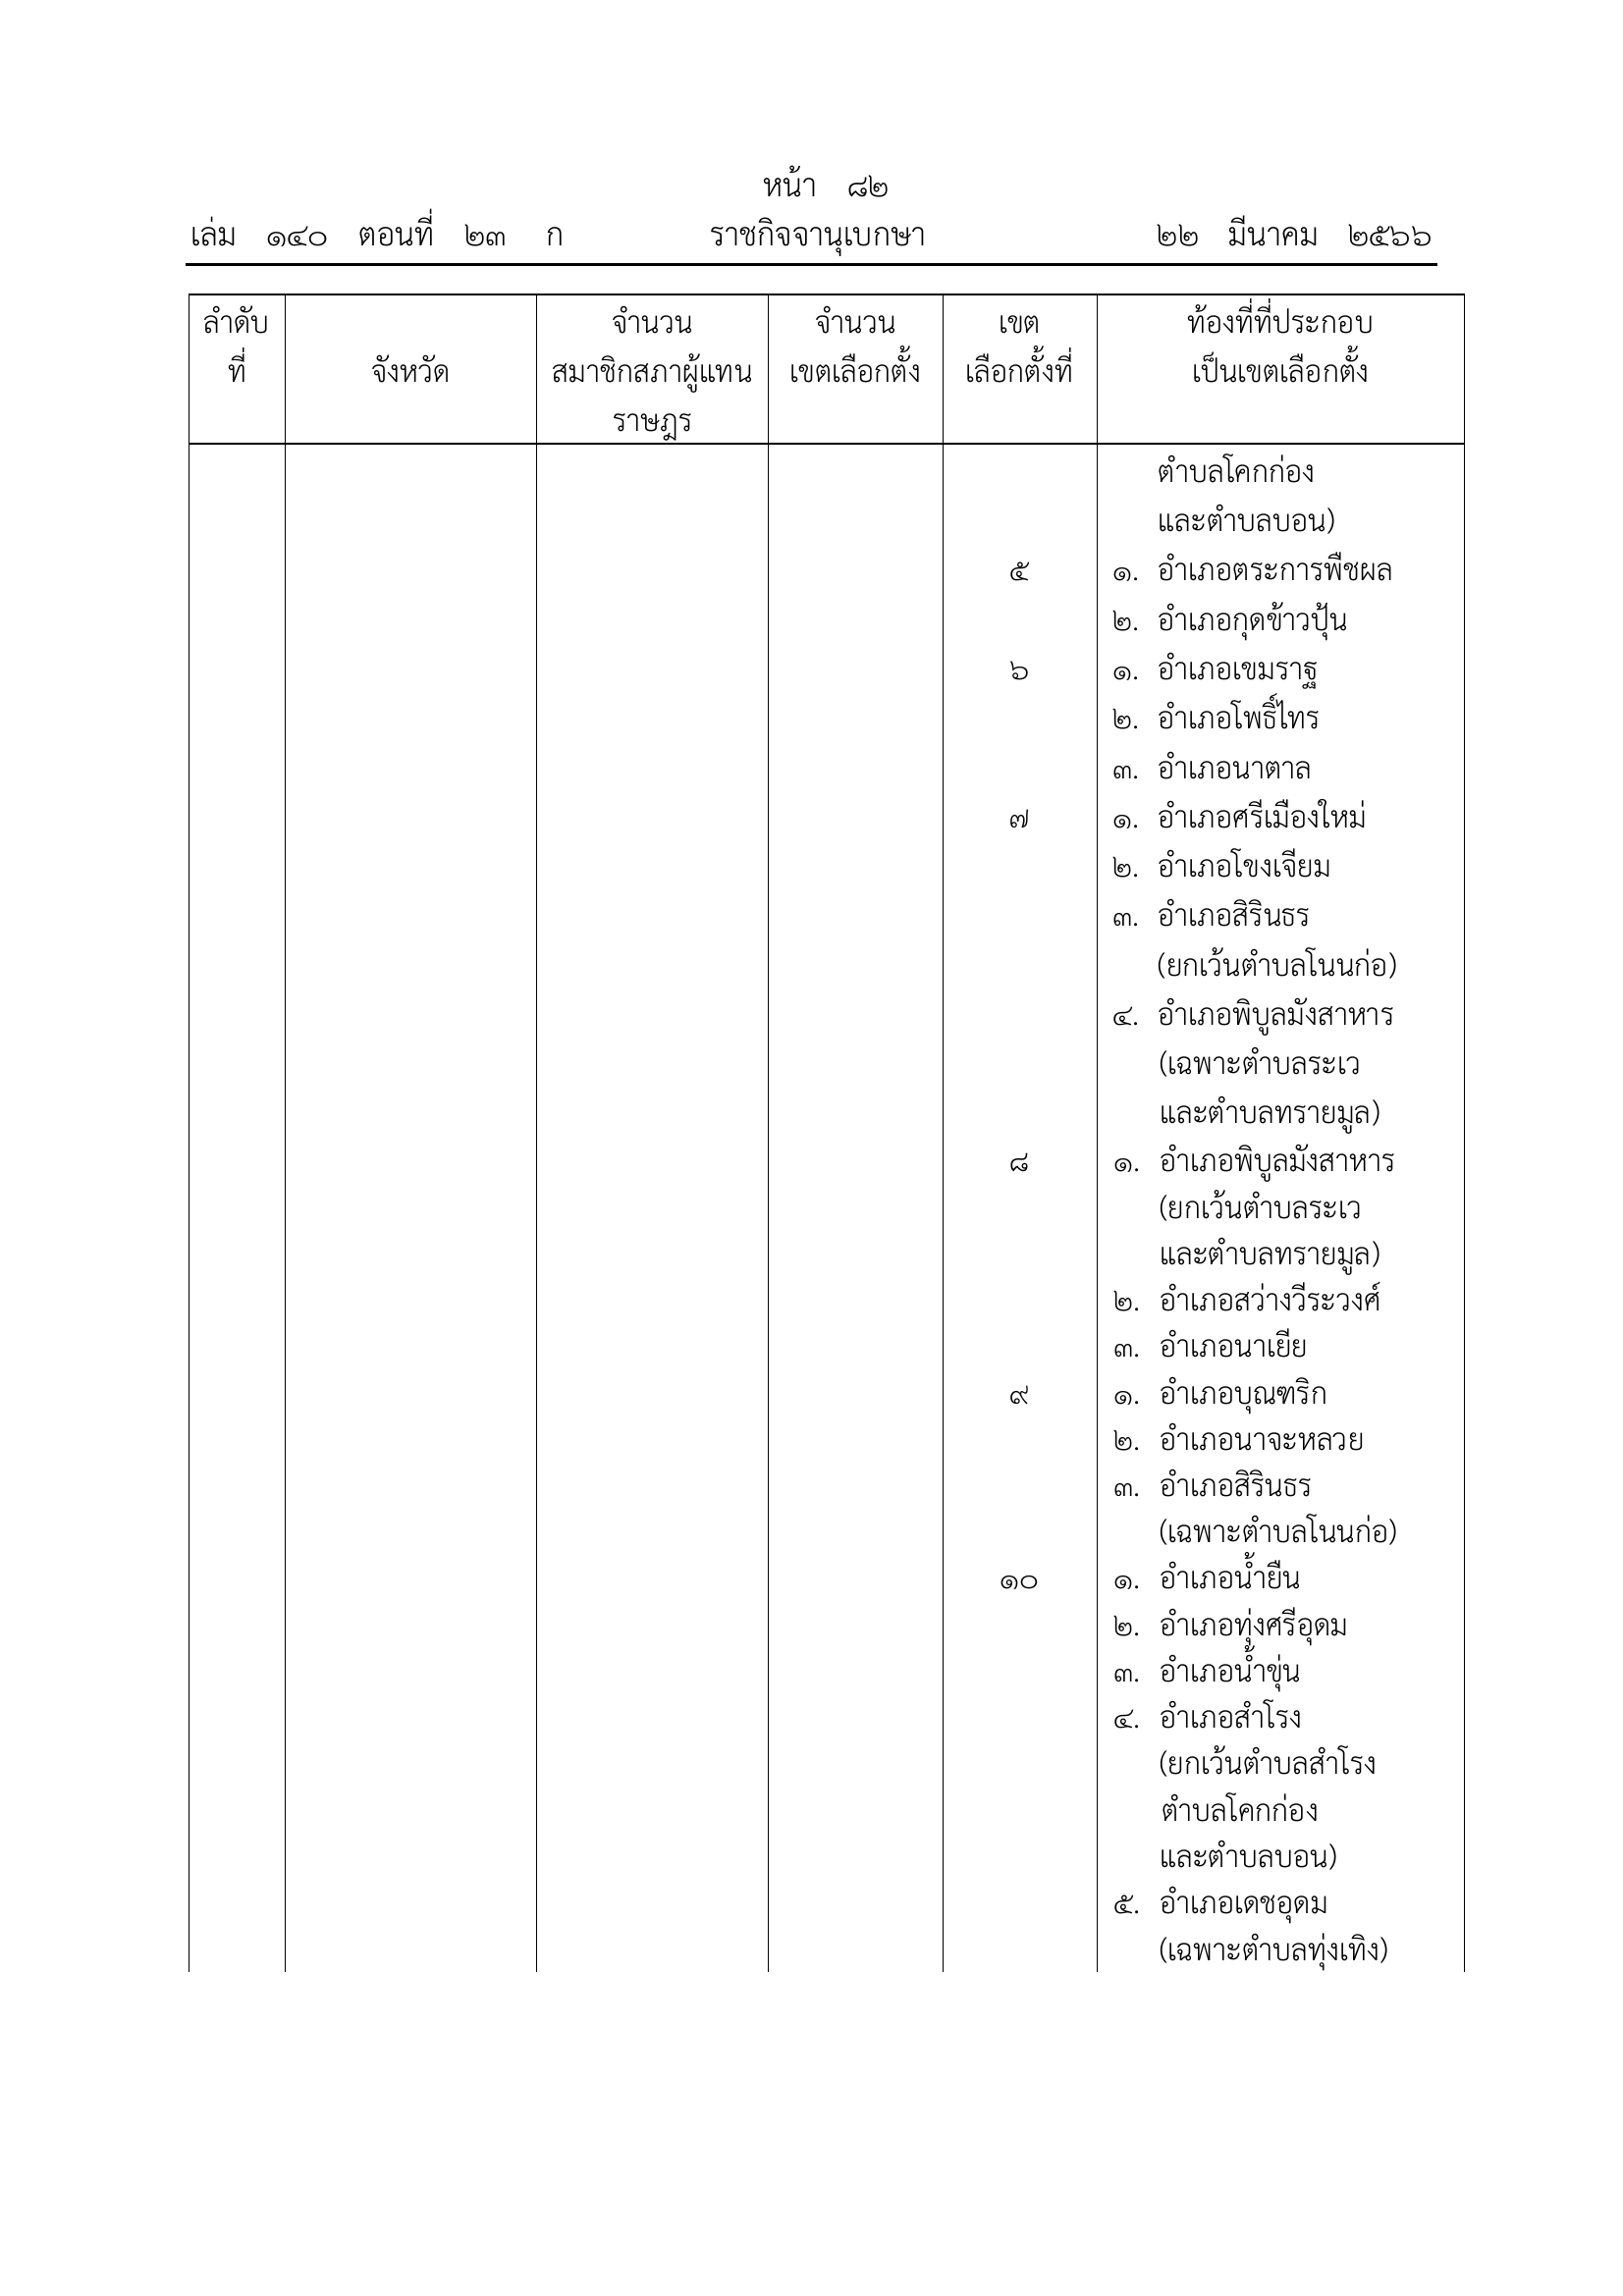 หน้า ๘๒
เล่ม ๑๔๐ ตอนที่ ๒๓ ก ราชกิจจานุเบกษา ๒๒ มีนาคม ๒๕๖๖
ลำดับ จำนวน จำนวน เขต ท้องที่ที่ประกอบ
ที่ จังหวัด สมาชิกสภาผู้แทน เขตเลือกตั้ง เลือกตั้งที่ เป็นเขตเลือกตั้ง
ราษฎร
ตำบลโคกก่อง
และตำบลบอน)
๕ ๑. อำเภอตระการพืชผล
๒. อำเภอกุดข้าวปุ้น
๖ ๑. อำเภอเขมราฐ
๒. อำเภอโพธิ์ไทร
๓. อำเภอนาตาล
๗ ๑. อำเภอศรีเมืองใหม่
๒. อำเภอโขงเจียม
๓. อำเภอสิรินธร
(ยกเว้นตำบลโนนก่อ)
๔. อำเภอพิบูลมังสาหาร
(เฉพาะตำบลระเว
และตำบลทรายมูล)
๘ ๑. อำเภอพิบูลมังสาหาร
(ยกเว้นตำบลระเว
และตำบลทรายมูล)
๒. อำเภอสว่างวีระวงศ์
๓. อำเภอนาเยีย
๙ ๑. อำเภอบุณฑริก
๒. อำเภอนาจะหลวย
๓. อำเภอสิรินธร
(เฉพาะตำบลโนนก่อ)
๑๐ ๑. อำเภอน้ำยืน
๒. อำเภอทุ่งศรีอุดม
๓. อำเภอน้ำขุ่น
๔. อำเภอสำโรง
(ยกเว้นตำบลสำโรง
ตำบลโคกก่อง
และตำบลบอน)
๕. อำเภอเดชอุดม
(เฉพาะตำบลทุ่งเทิง)